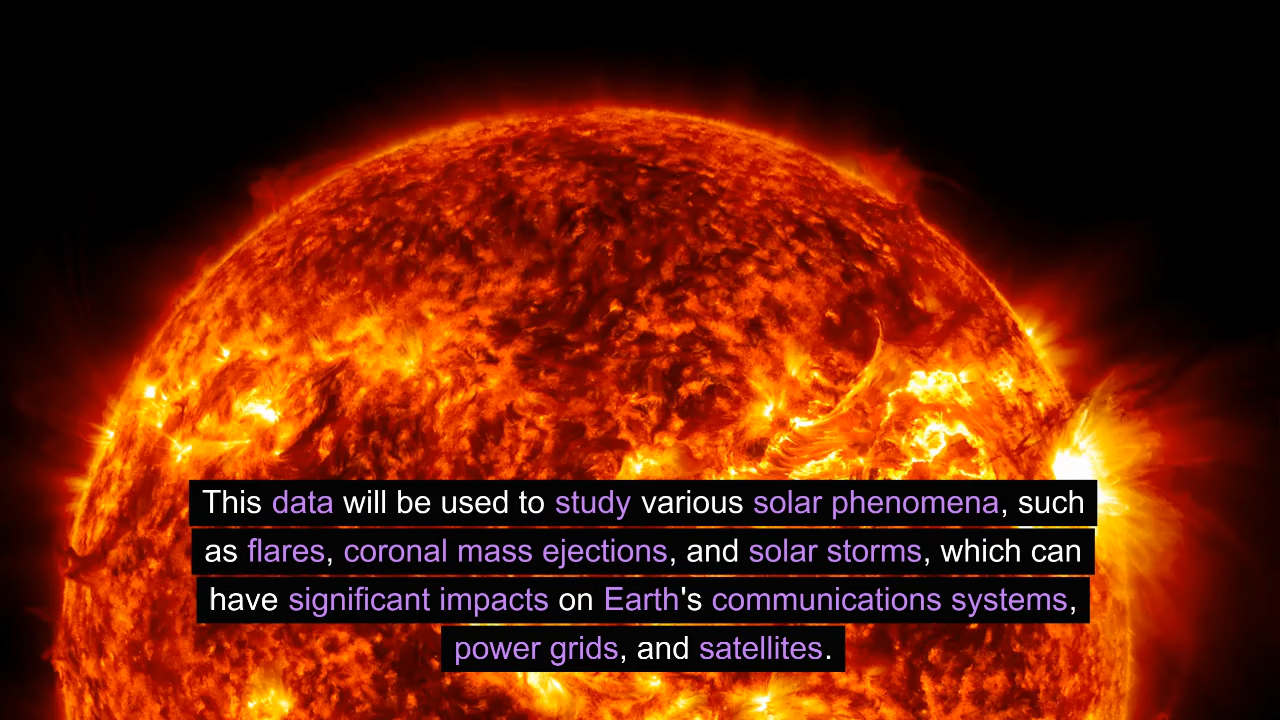 This data will be used to study various solar phenomena, such
as flares, coronal mass ejections, and solar storms, which can
have significant impacts on Earth's communications systems,
power grids, and satellites.